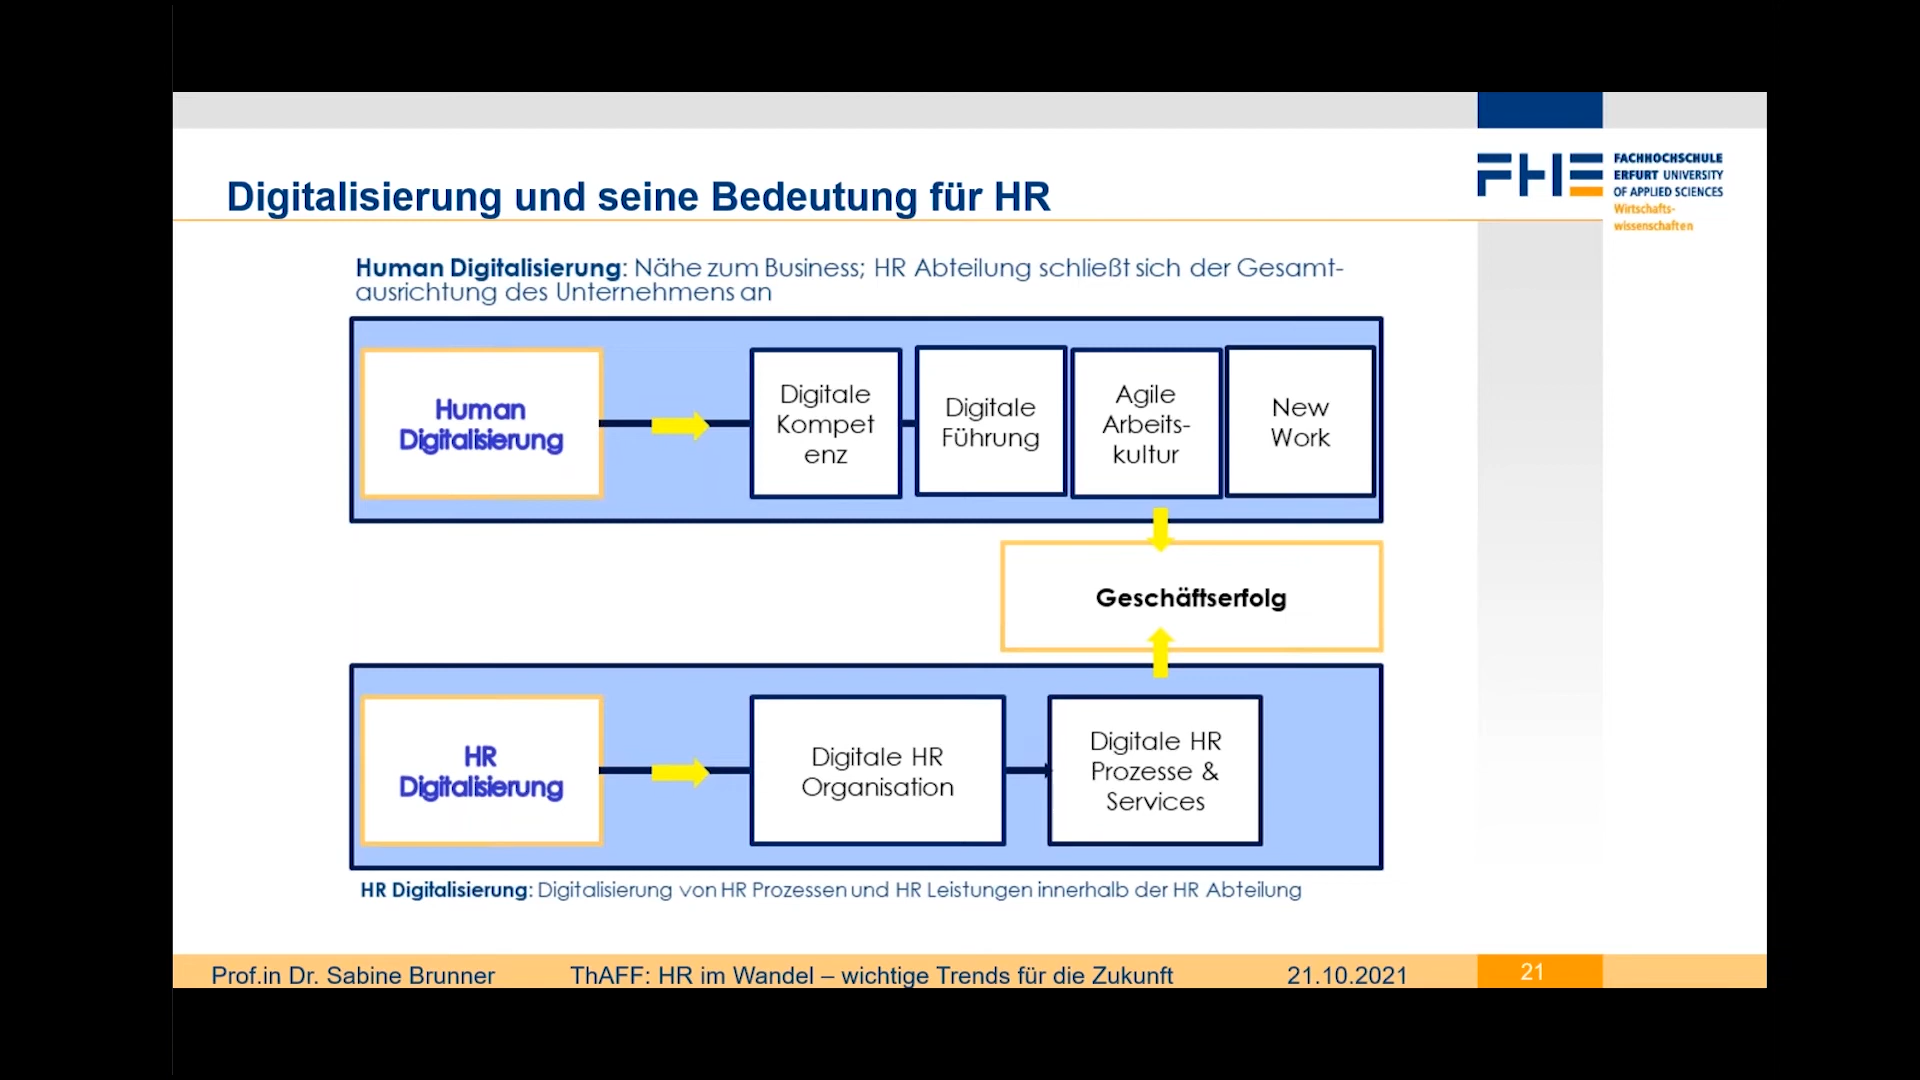 Digitalisierung und seine Bedeutung für HR
FACHHOCHSCHULE
ERFURT UNIVERSITY
OF APPLIED SCIENCES
Wirtschafts-
wissenschaften
Human Digitalisierung: Nähe zum Business; HR Abteilung schließt sich der Gesamt-
ausrichtung des Unternehmens an
Human
Digitalisierung
Digitale
Kompet
enz
Digitale
Führung
Agile
Arbeits-
kultur
New
Work
Geschäftserfolg
HR
Digitalisierung
Digitale HR
Organisation
Digitale HR
Prozesse &
Services
HR Digitalisierung: Digitalisierung von HR Prozessen und HR Leistungen innerhalb der HR Abteilung
Prof.in Dr. Sabine Brunner
ThAFF: HR im Wandel – wichtige Trends für die Zukunft
21.10.2021
21
FHE